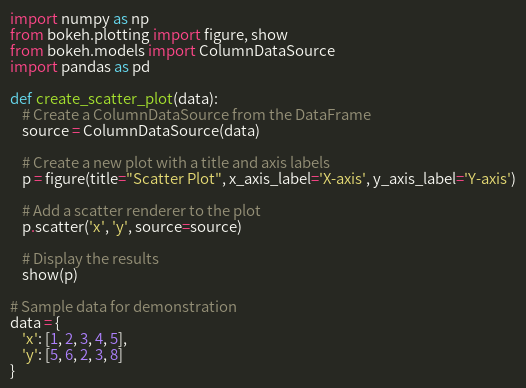 import numpy as np
from bokeh.plotting import figure, show
from bokeh.models import ColumnDataSource
import pandas as pd

def create_scatter_plot(data):
    # Create a ColumnDataSource from the DataFrame
    source = ColumnDataSource(data)

    # Create a new plot with a title and axis labels
    p = figure(title="Scatter Plot", x_axis_label='X-axis', y_axis_label='Y-axis')

    # Add a scatter renderer to the plot
    p.scatter('x', 'y', source=source)

    # Display the results
    show(p)

# Sample data for demonstration
data = {
    'x': [1, 2, 3, 4, 5],
    'y': [5, 6, 2, 3, 8]
}